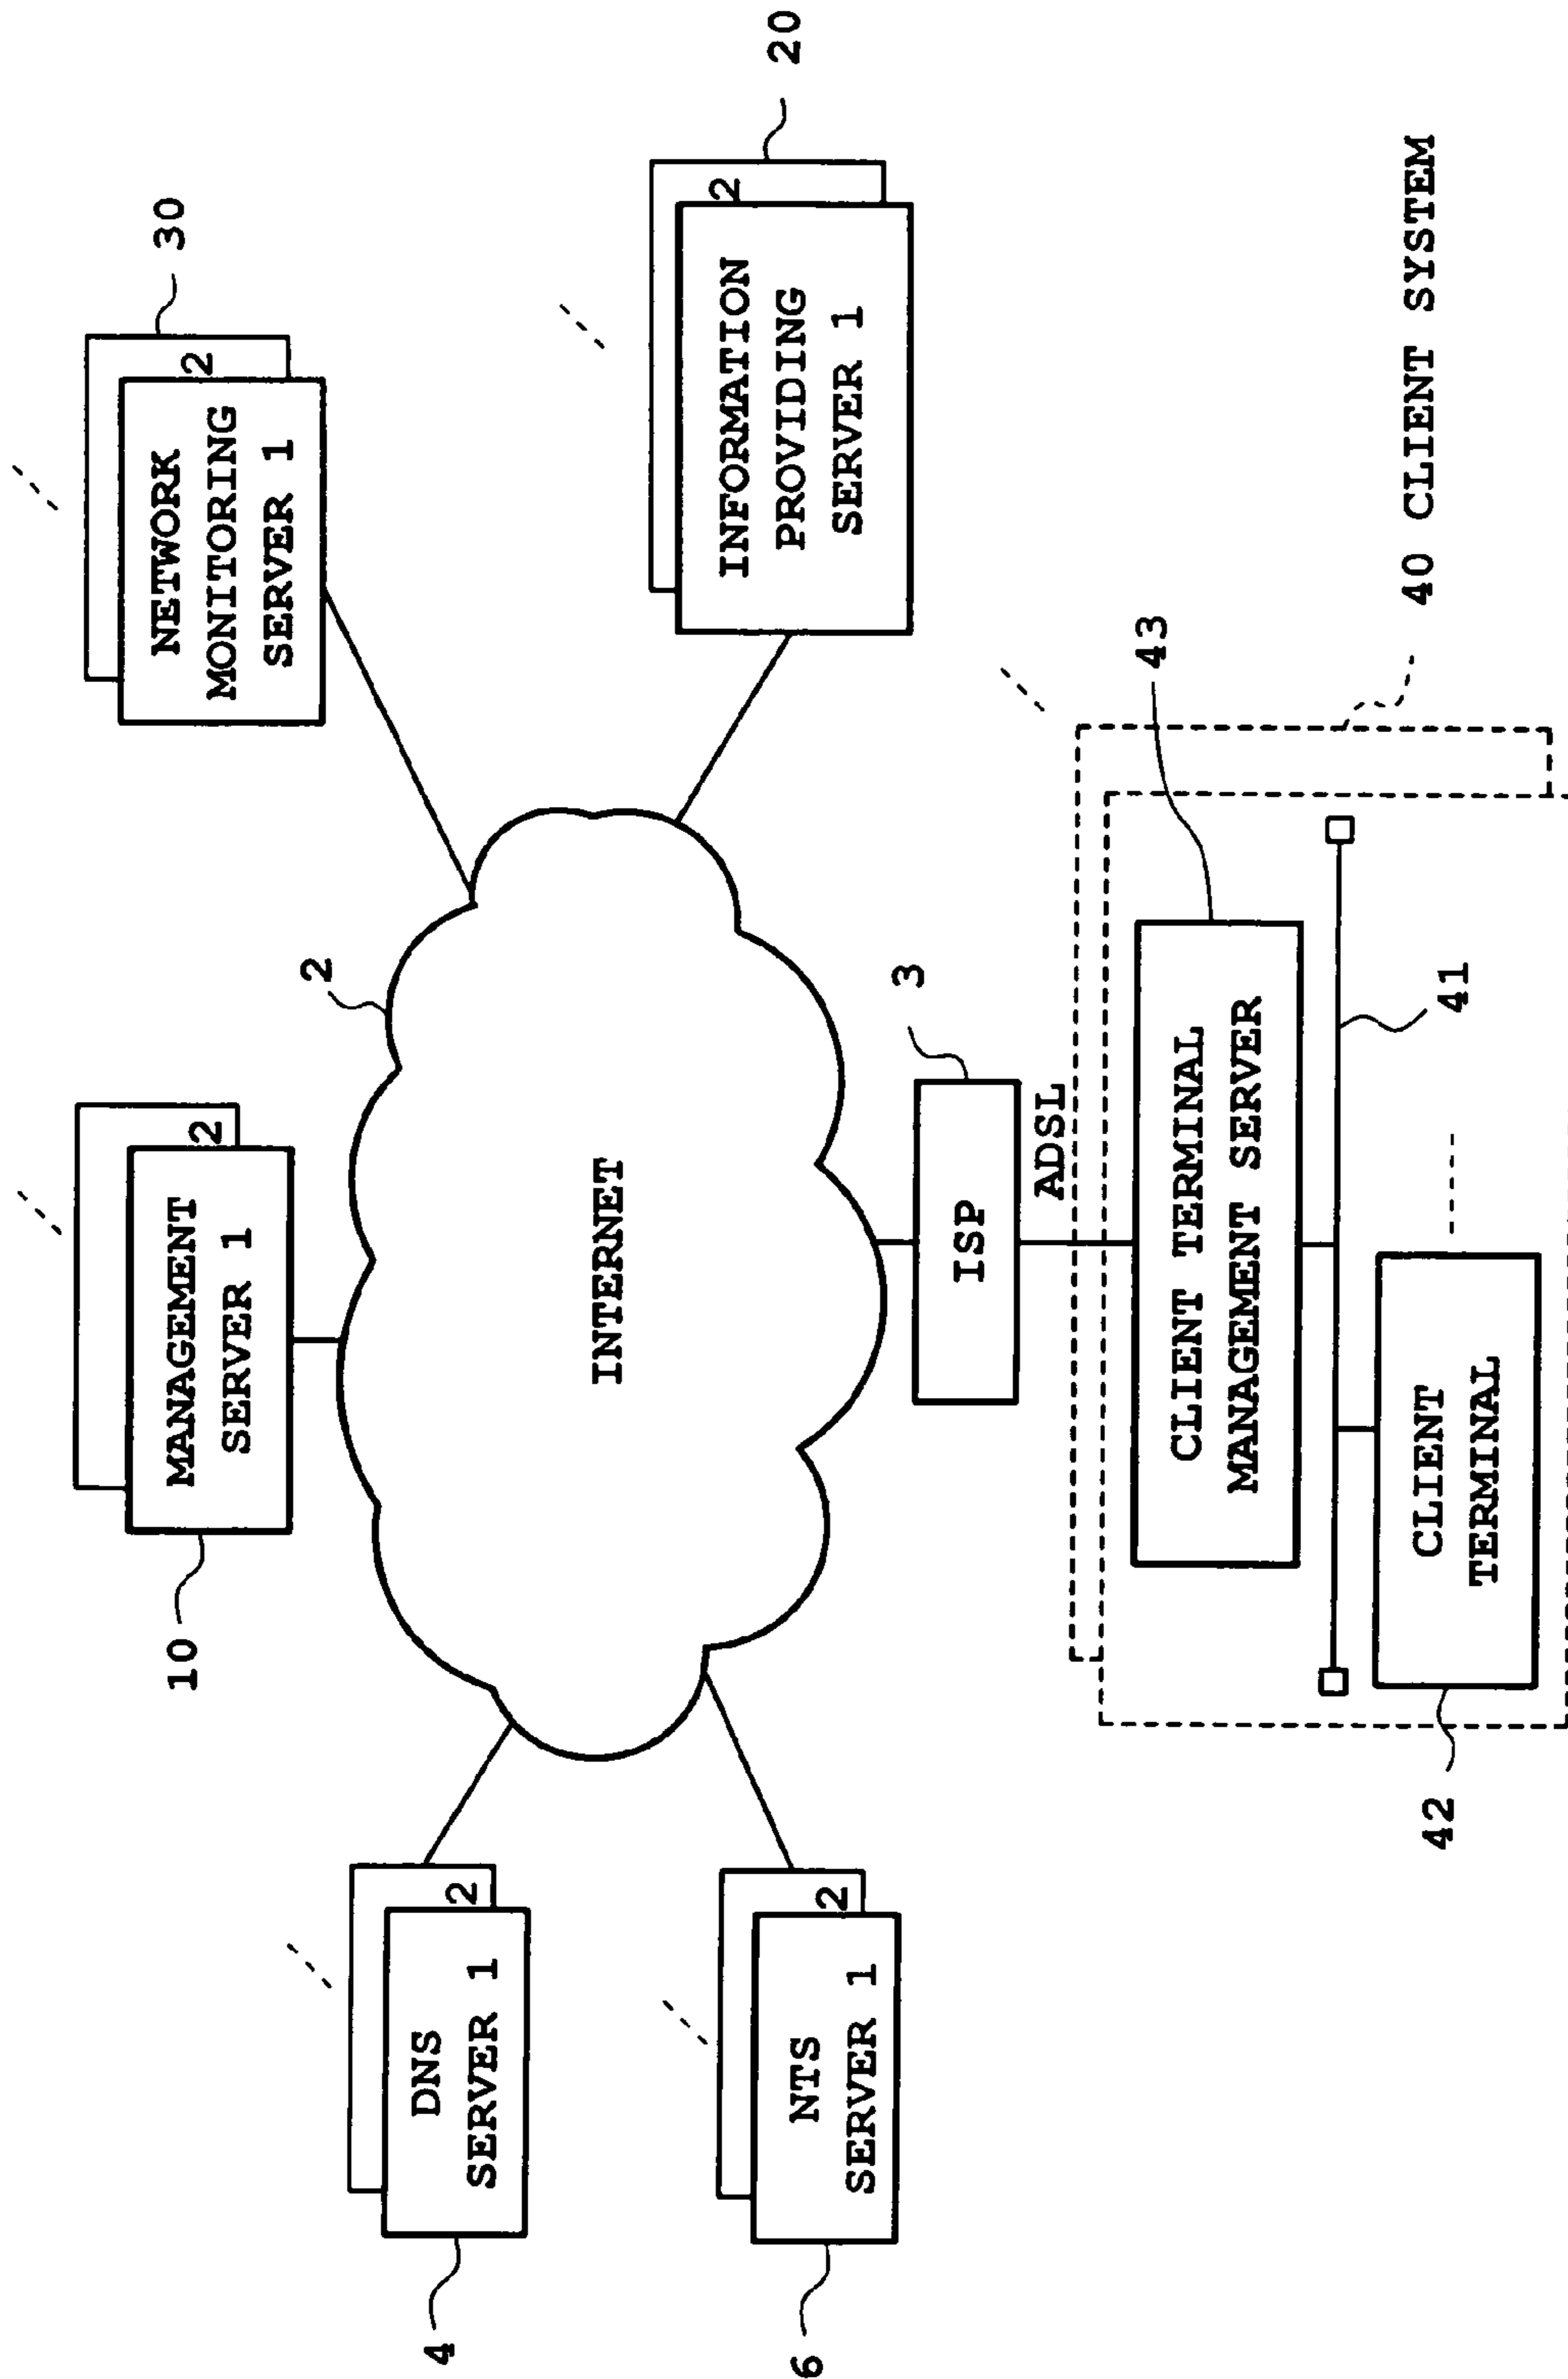 10
MANAGEMENT
SERVER 1
2
NETWORK
MONITORING
SERVER 1
2
30
2
4
DNS
SERVER 1
2
INTERNET
INFORMATION
PROVIDING
SERVER 1
2
20
6
NTS
SERVER 1
2
ISP
3
ADSL
CLIENT TERMINAL
MANAGEMENT SERVER
43
41
42
CLIENT
TERMINAL
40 CLIENT SYSTEM